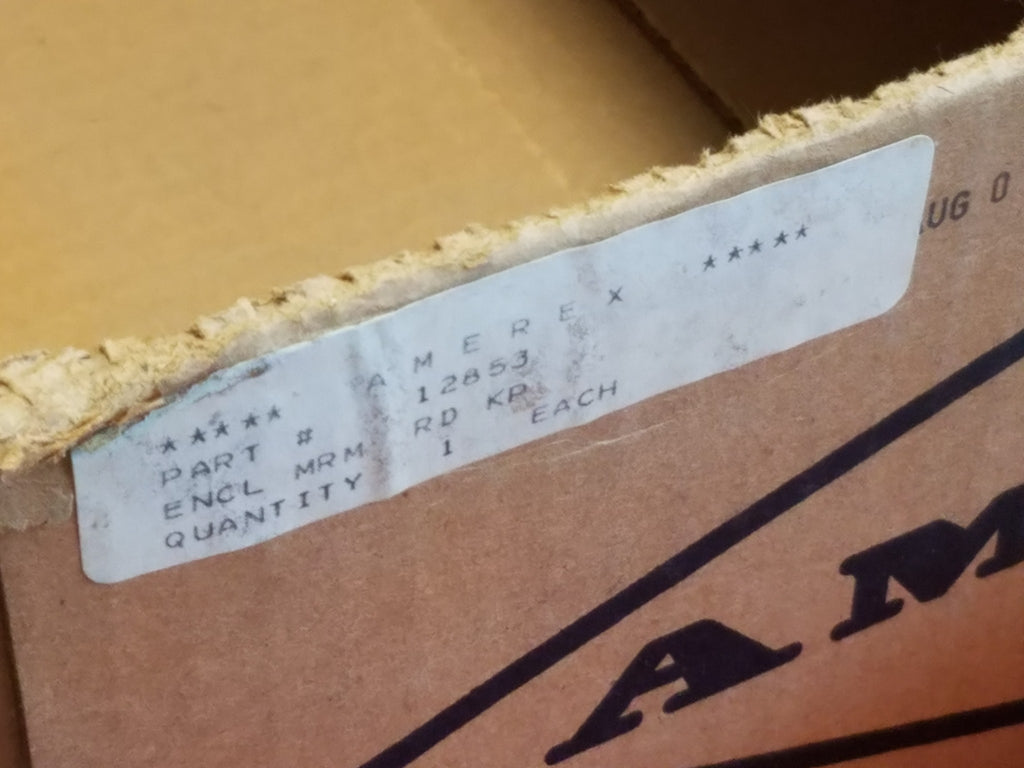 ***** A M E R E X *****
PART # 12853
ENCL MRM RD KP
QUANTITY 1 EACH
UG 0
AM